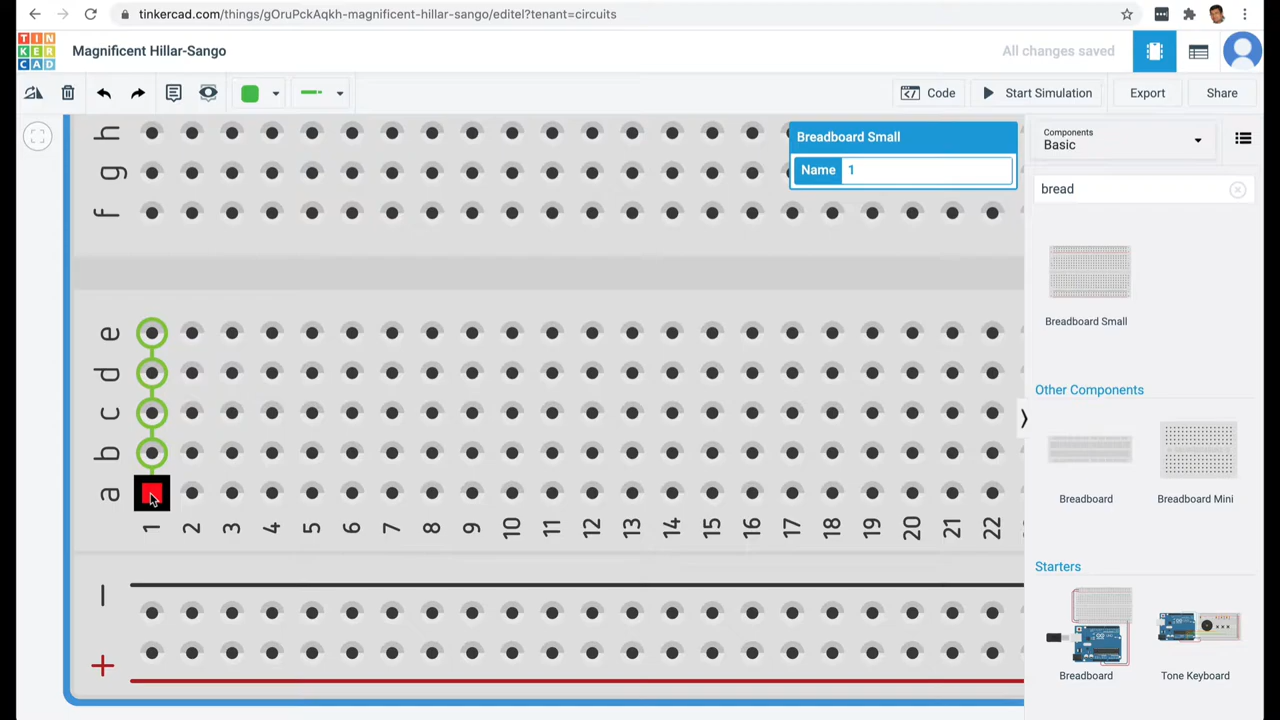 tinkercad.com/things/gOruPckAqkh-magnificent-hillar-sango/editel?tenant=circuits
TIN
KER
CAD
Magnificent Hillar-Sango
All changes saved
Code
Start Simulation
Export
Share
Breadboard Small
Name 1
Components
Basic
bread
Breadboard Small
Other Components
Breadboard
Breadboard Mini
Starters
Breadboard
Tone Keyboard
h
g
f
e
d
c
b
a
1 2 3 4 5 6 7 8 9 10 11 12 13 14 15 16 17 18 19 20 21 22
−
+